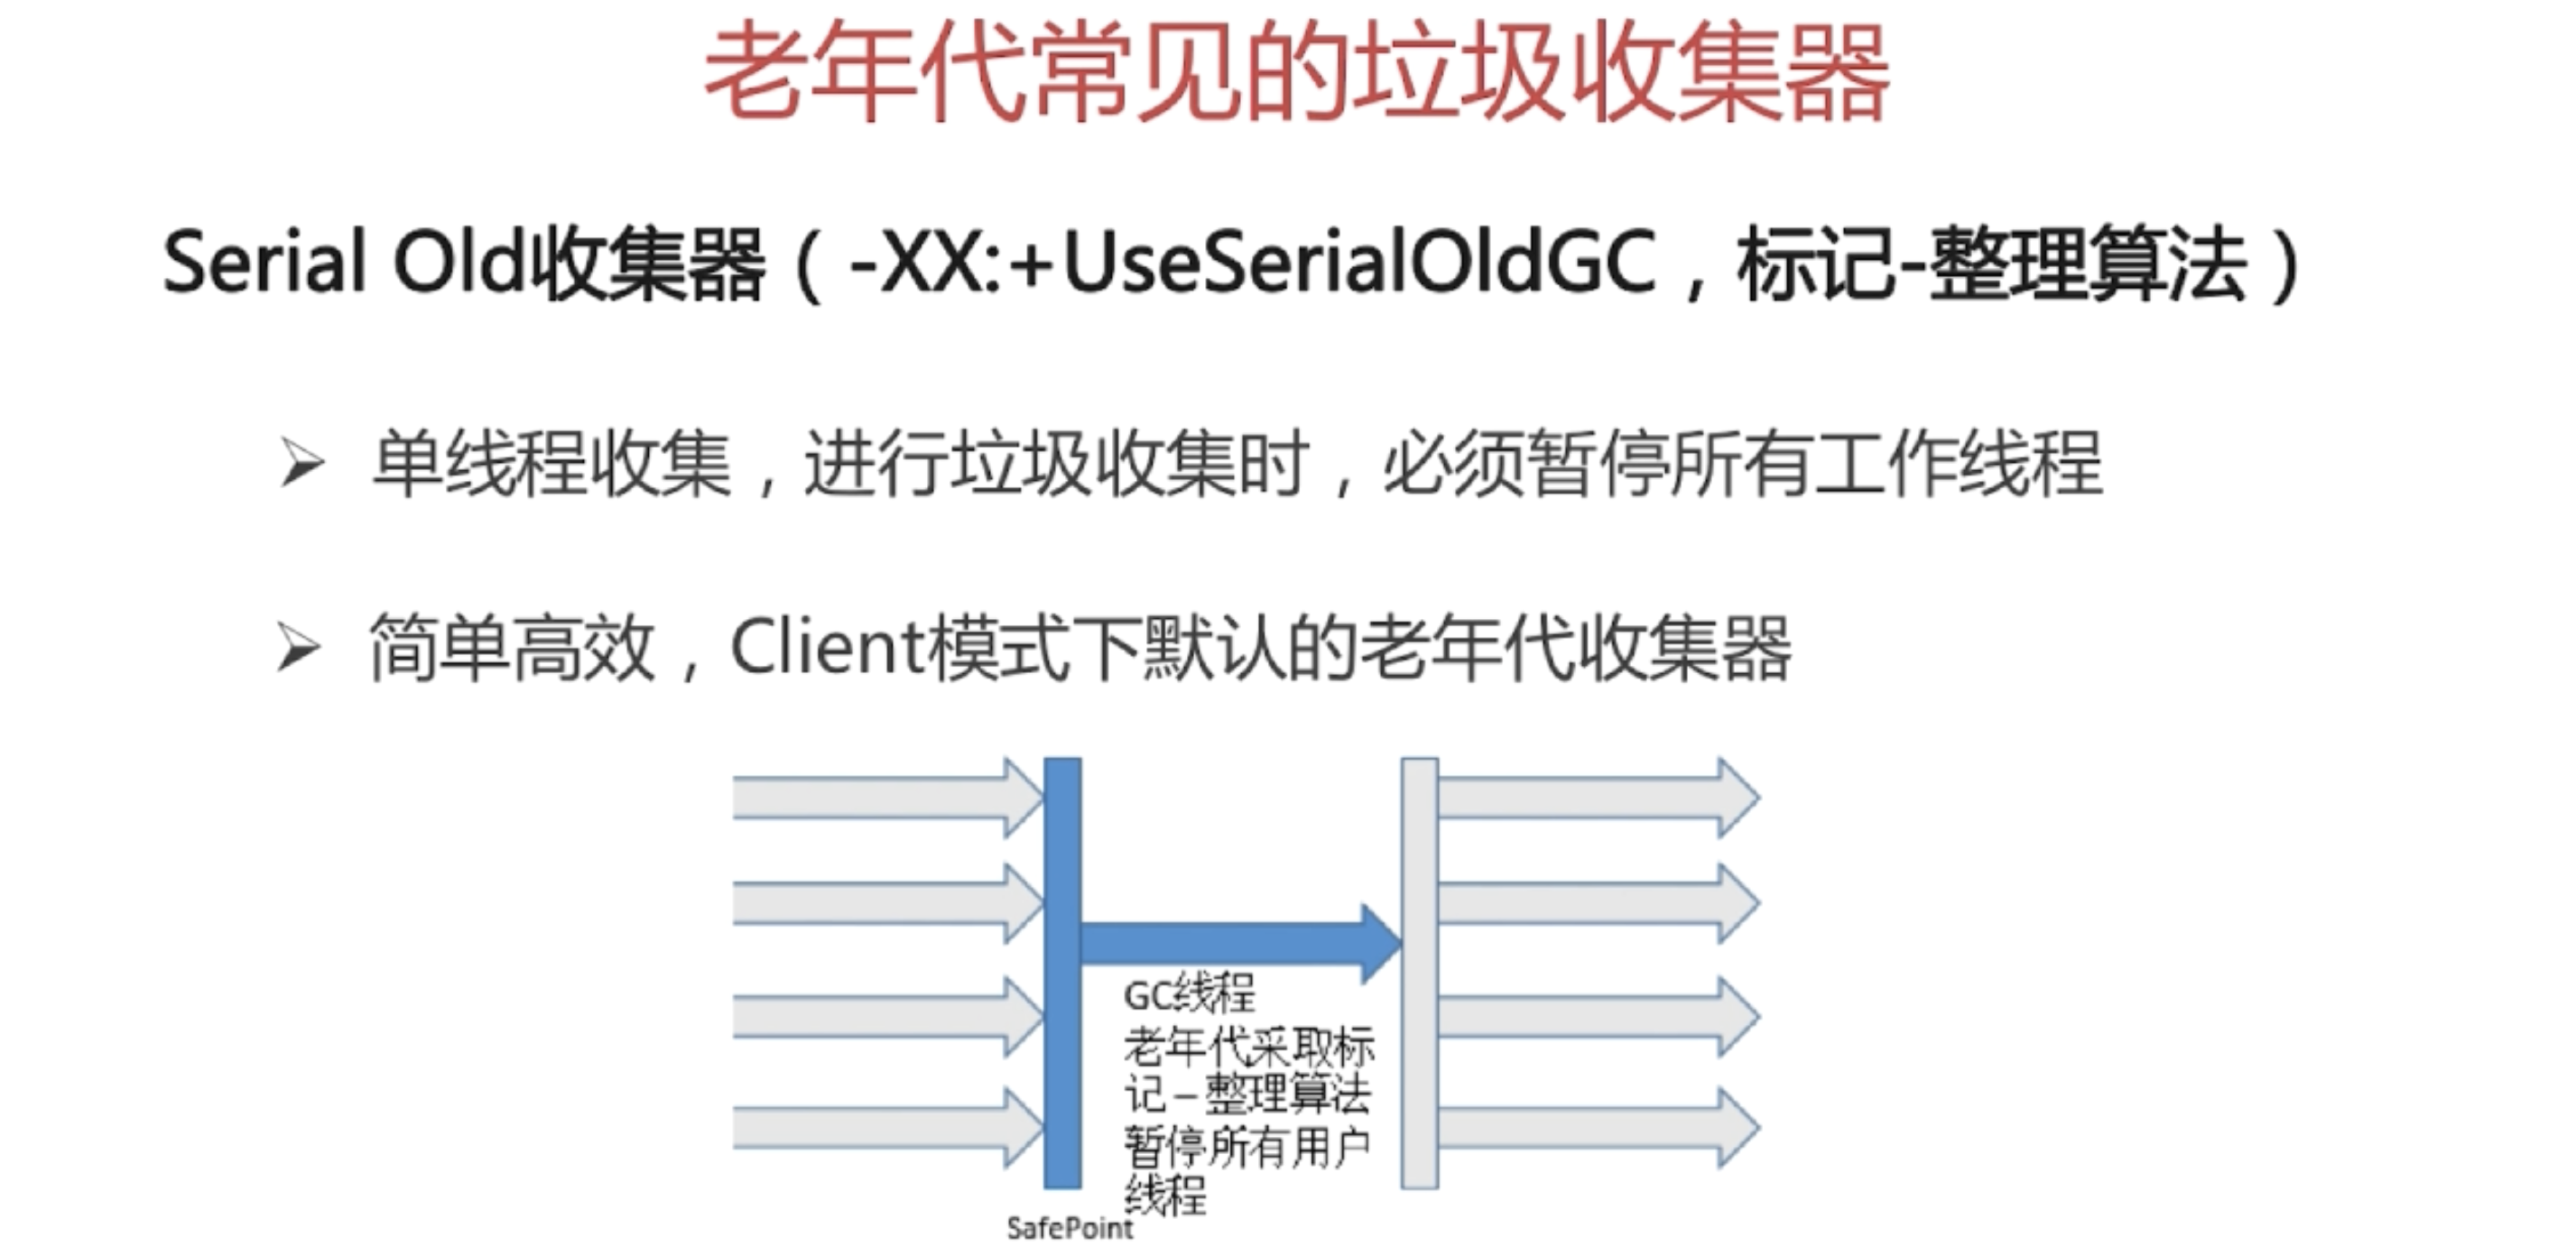 老年代常见的垃圾收集器
Serial Old收集器（-XX:+UseSerialOldGC，标记-整理算法）
➢ 单线程收集，进行垃圾收集时，必须暂停所有工作线程
➢ 简单高效，Client模式下默认的老年代收集器
GC线程
老年代采取标
记－整理算法
暂停所有用户
线程
SafePoint